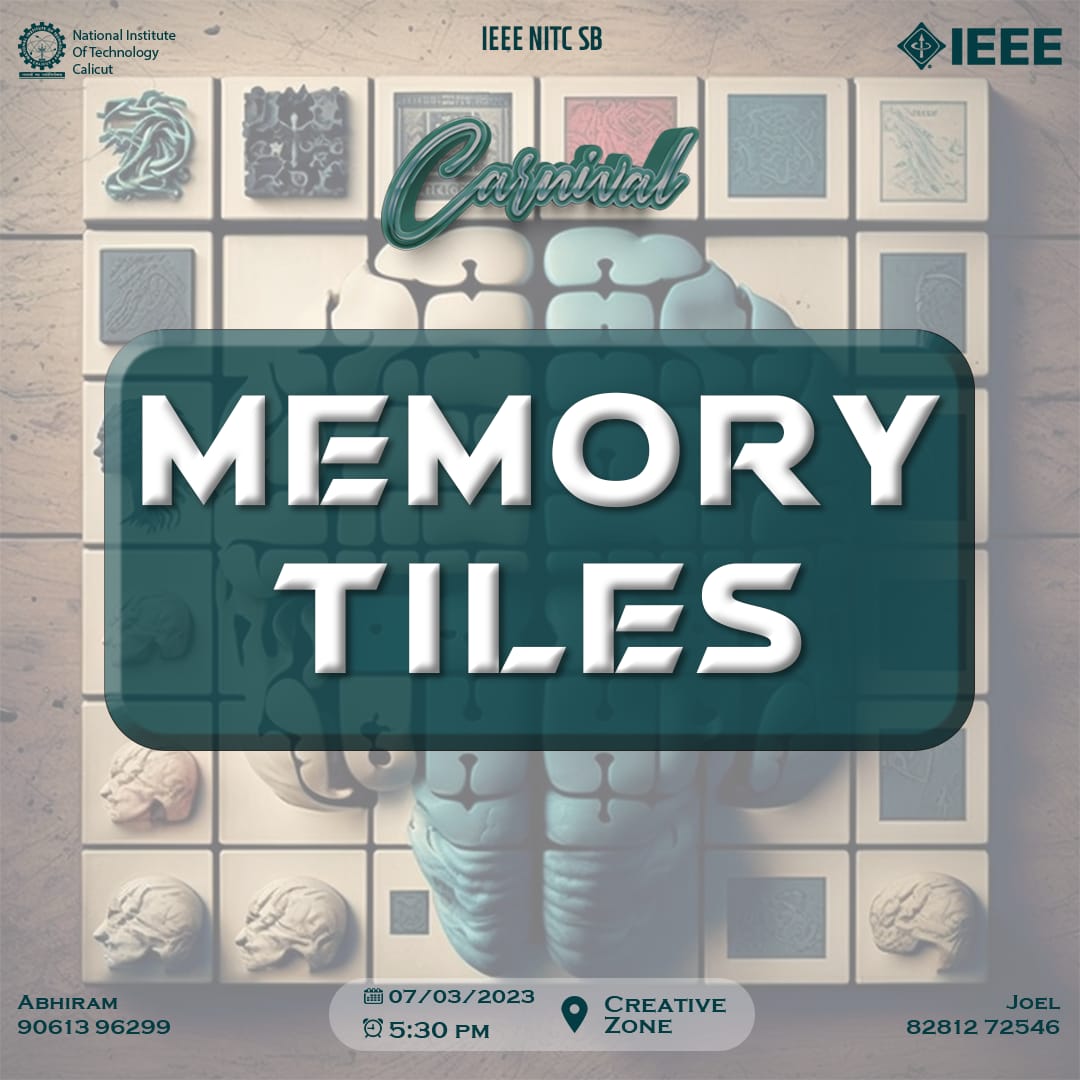 National Institute
Of Technology
Calicut
IEEE NITC SB
IEEE
Carnival
MEMORY
TILES
ABHIRAM
90613 96299
07/03/2023
5:30 PM
CREATIVE
ZONE
JOEL
82812 72546